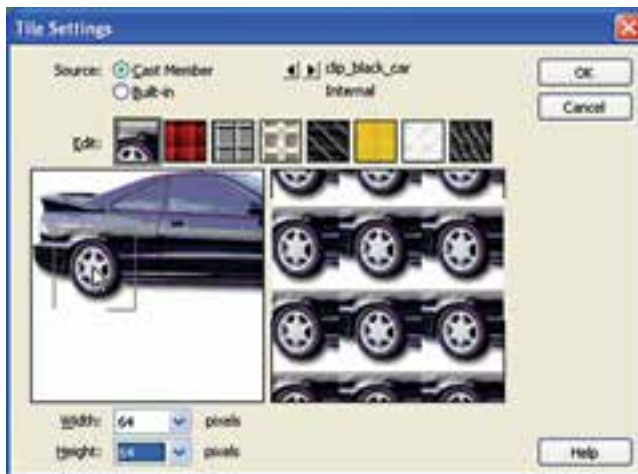 Tile Settings
Source: Cast Member
clip_black_car
OK
Built-in
Internal
Cancel
Edit:
Width: 64 pixels
Height: 64 pixels
Help